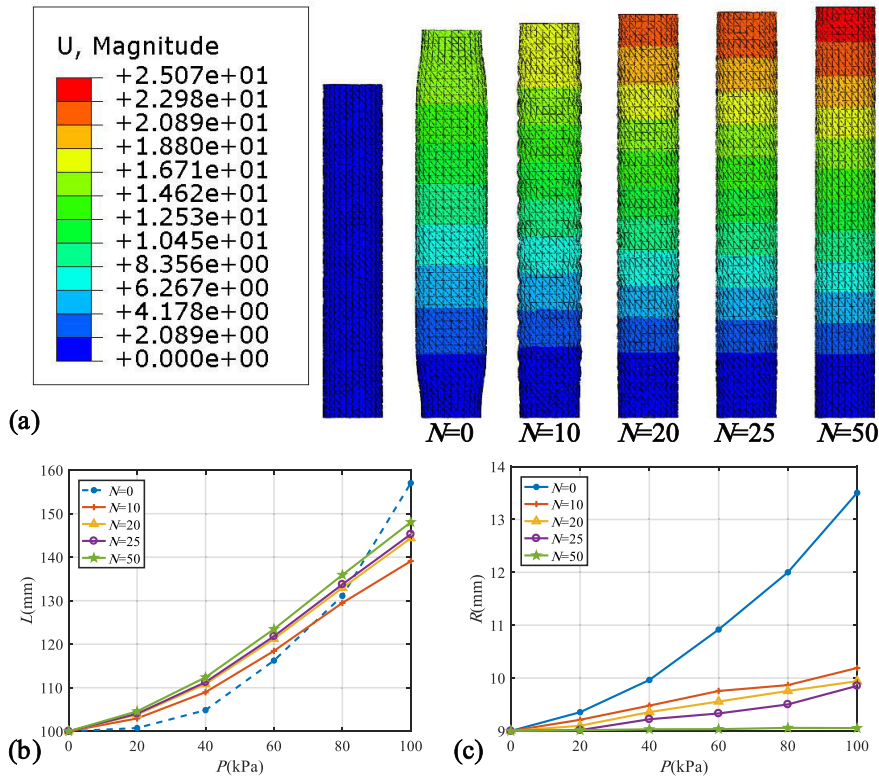 U, Magnitude
+2.507e+01
+2.298e+01
+2.089e+01
+1.880e+01
+1.671e+01
+1.462e+01
+1.253e+01
+1.045e+01
+8.356e+00
+6.267e+00
+4.178e+00
+2.089e+00
+0.000e+00
(a)
N=0 N=10 N=20 N=25 N=50
160
150
140
130
120
110
100
L(mm)
N=0
N=10
N=20
N=25
N=50
0 20 40 60 80 100
P(kPa)
(b)
14
13
12
11
10
9
R(mm)
N=0
N=10
N=20
N=25
N=50
0 20 40 60 80 100
P(kPa)
(c)